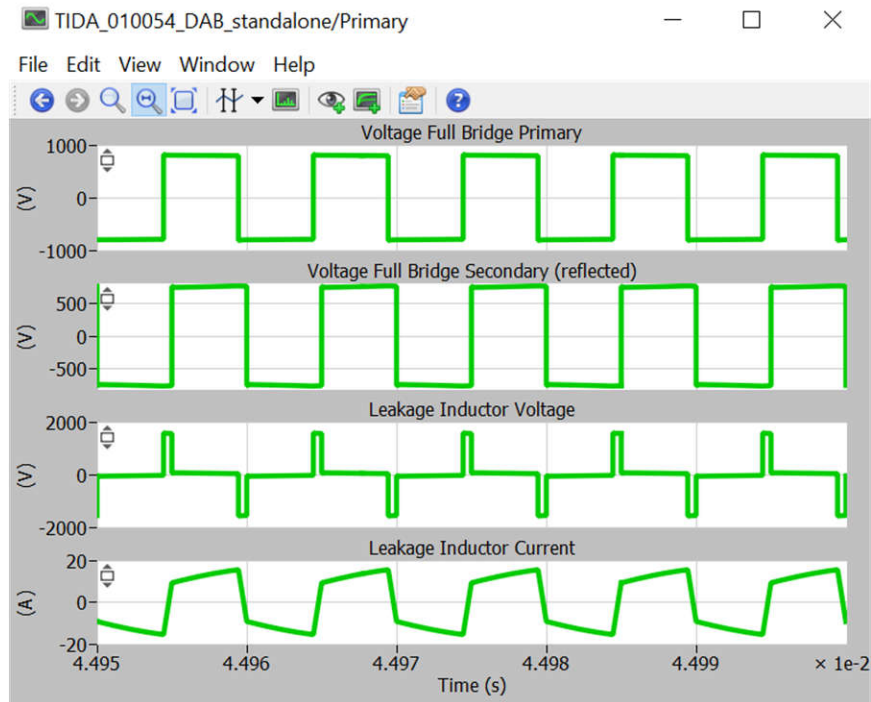 TIDA_010054_DAB_standalone/Primary
File Edit View Window Help
Voltage Full Bridge Primary
1000
0
-1000
(V)
Voltage Full Bridge Secondary (reflected)
500
0
-500
(V)
Leakage Inductor Voltage
2000
0
-2000
(V)
Leakage Inductor Current
20
0
-20
(A)
4.495 4.496 4.497 4.498 4.499 × 1e-2
Time (s)